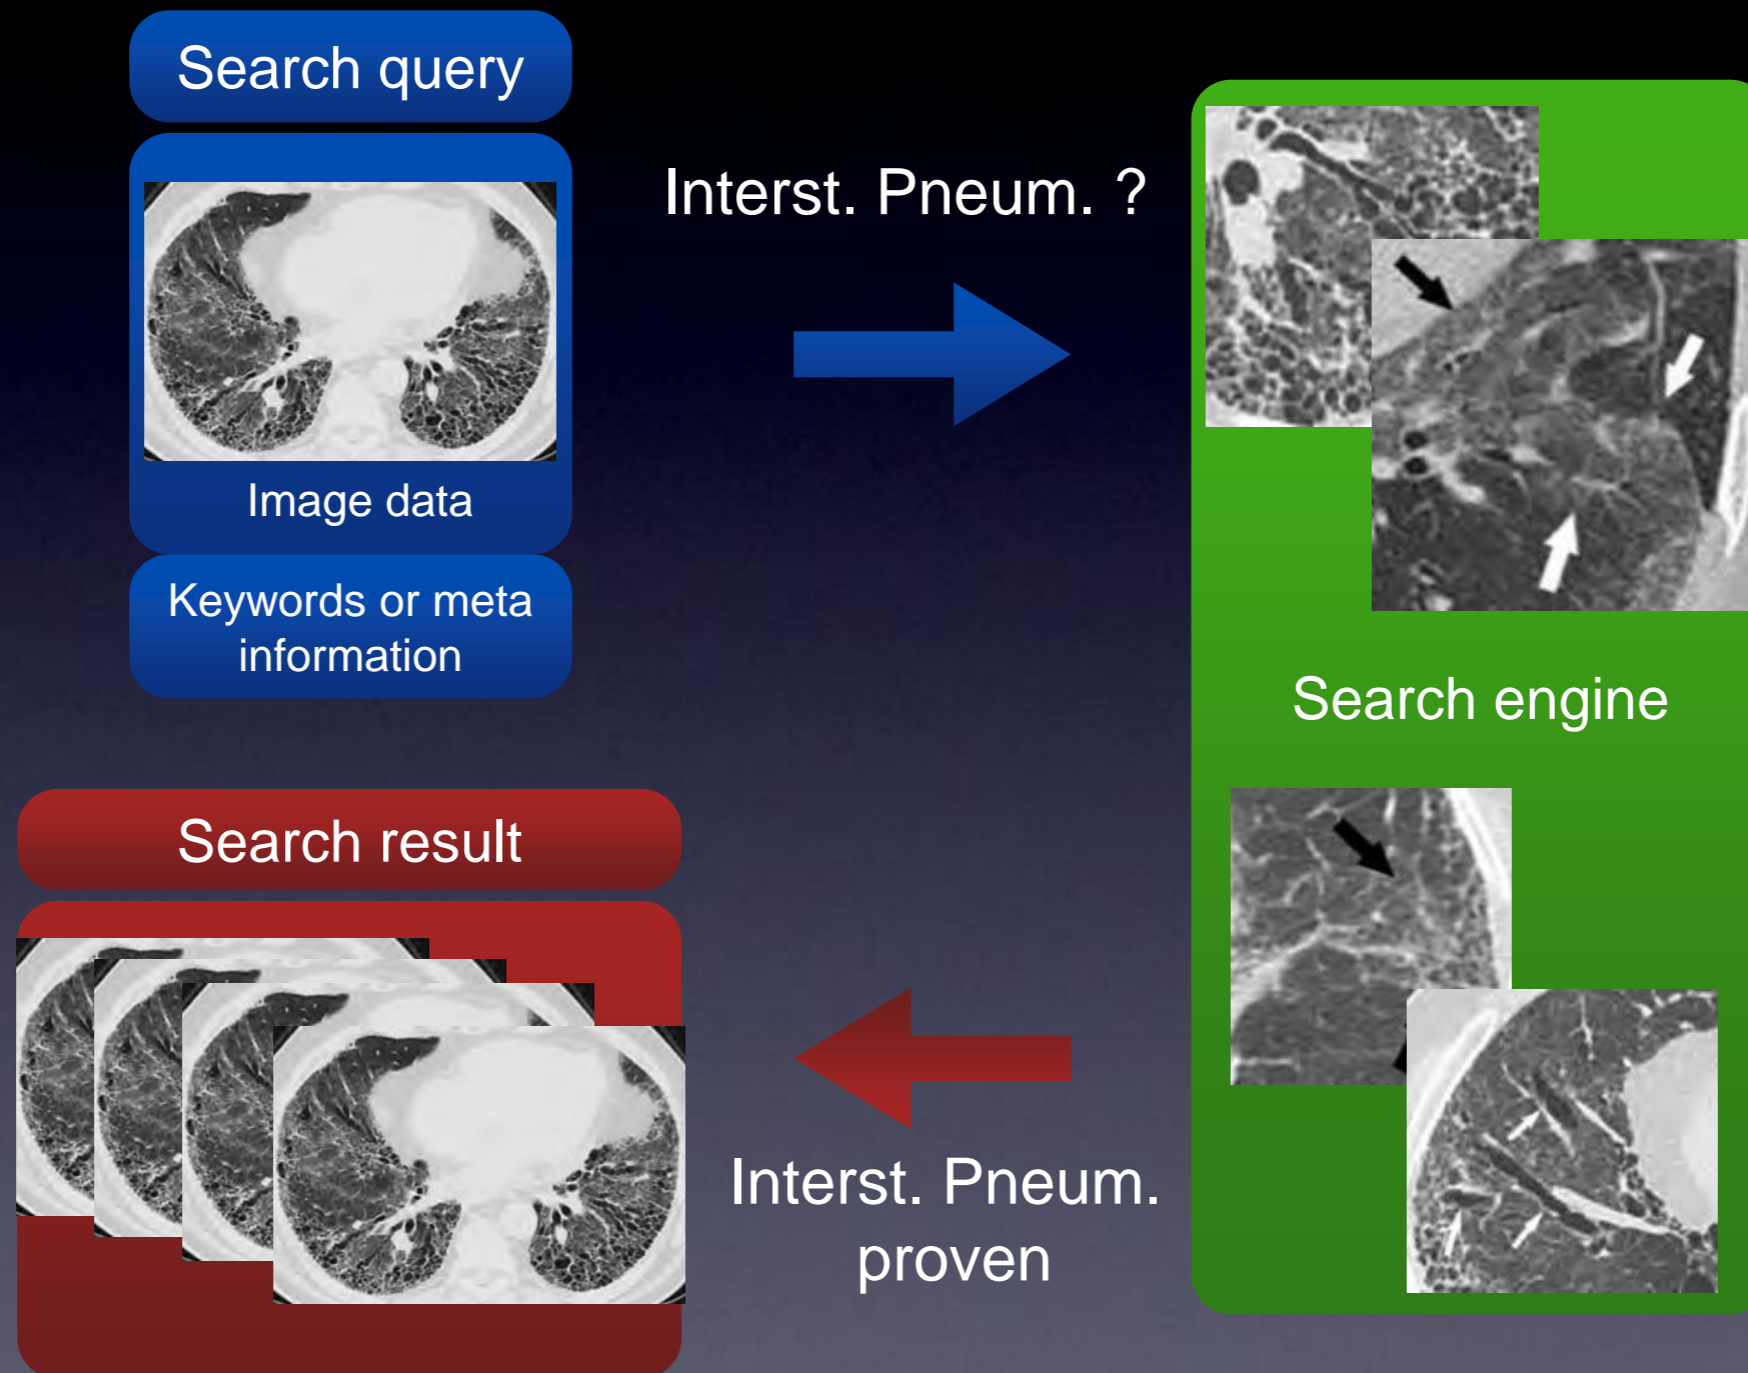 Search query
Image data
Keywords or meta
information
Interst. Pneum. ?
Search engine
Search result
Interst. Pneum.
proven